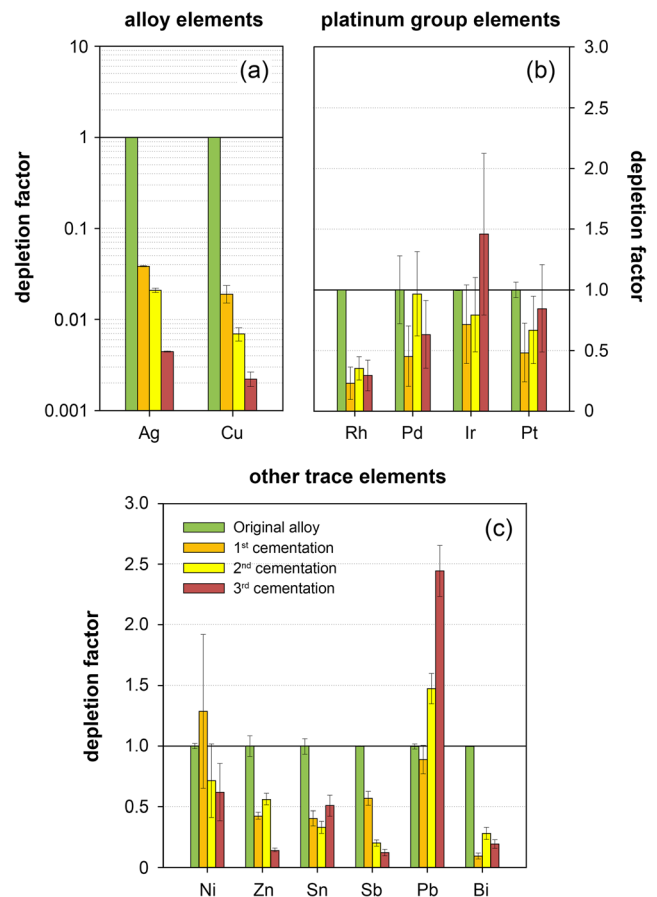 alloy elements
platinum group elements
(a)
(b)
10
1
0.1
0.01
0.001
depletion factor
Ag
Cu
3.0
2.5
2.0
1.5
1.0
0.5
0
depletion factor
Rh
Pd
Ir
Pt
other trace elements
(c)
Original alloy
1st cementation
2nd cementation
3rd cementation
3.0
2.5
2.0
1.5
1.0
0.5
0
depletion factor
Ni
Zn
Sn
Sb
Pb
Bi